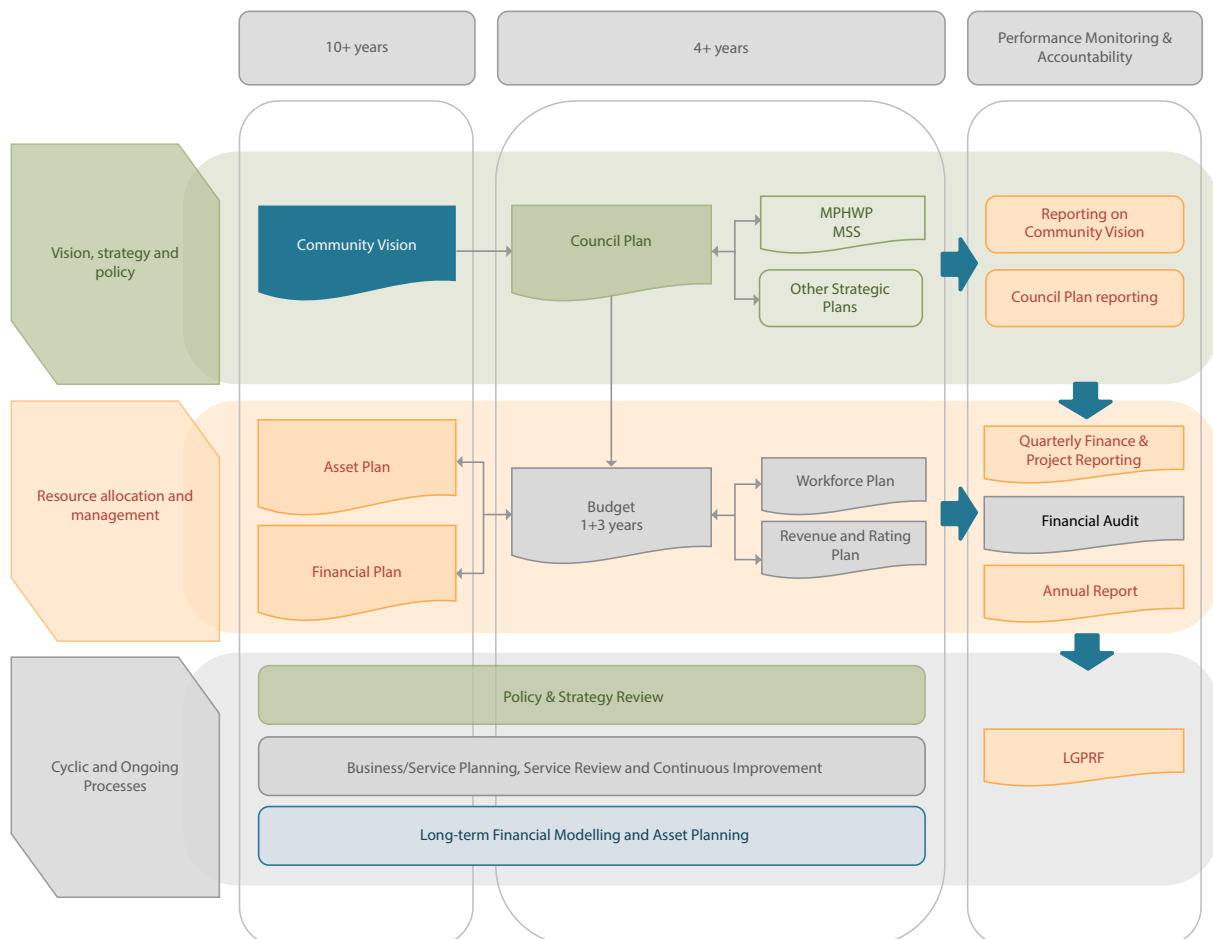 10+ years
4+ years
Performance Monitoring &
Accountability
Vision, strategy and
policy
Community Vision
Council Plan
MPHWP
MSS
Other Strategic
Plans
Reporting on
Community Vision
Council Plan reporting
Resource allocation and
management
Asset Plan
Financial Plan
Budget
1+3 years
Workforce Plan
Revenue and Rating
Plan
Quarterly Finance &
Project Reporting
Financial Audit
Annual Report
Cyclic and Ongoing
Processes
Policy & Strategy Review
Business/Service Planning, Service Review and Continuous Improvement
Long-term Financial Modelling and Asset Planning
LGPRF